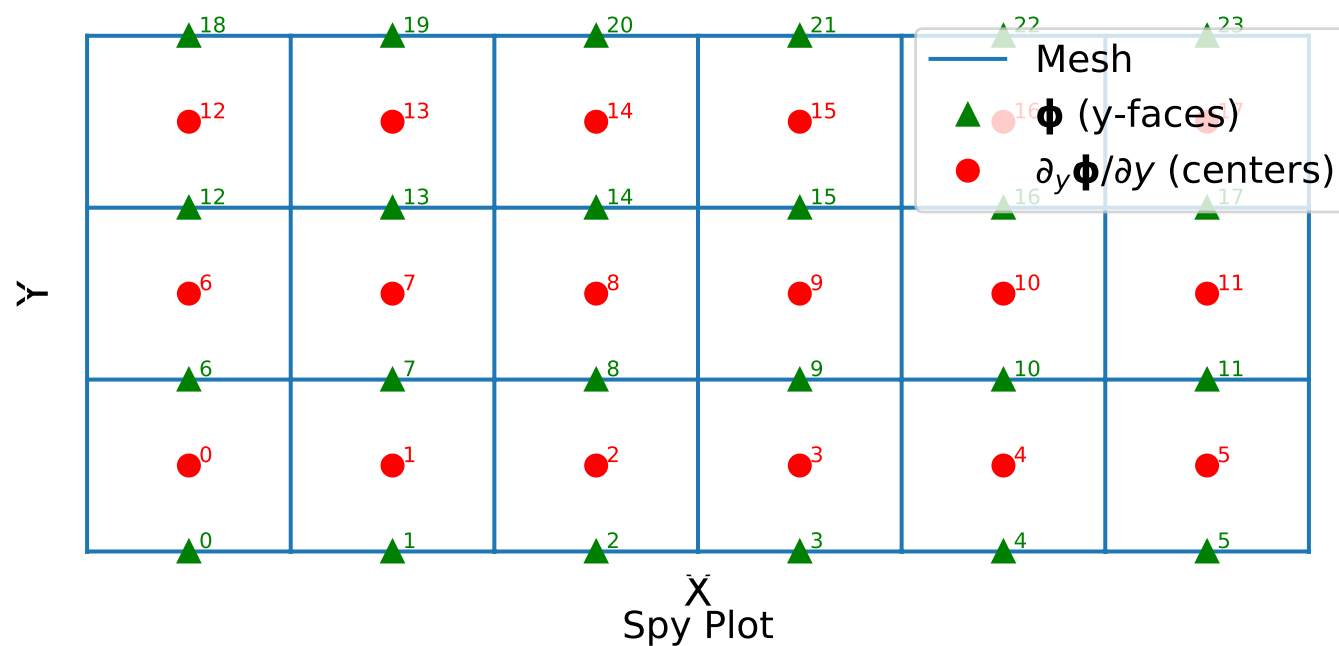 18 19 20 21 22 23
Mesh
12 13 14 15 16 17
ϕ (y-faces)
∂yϕ/∂y (centers)
12 13 14 15 16 17
6 7 8 9 10 11
Y
6 7 8 9 10 11
0 1 2 3 4 5
0 1 2 3 4 5
X
Spy Plot